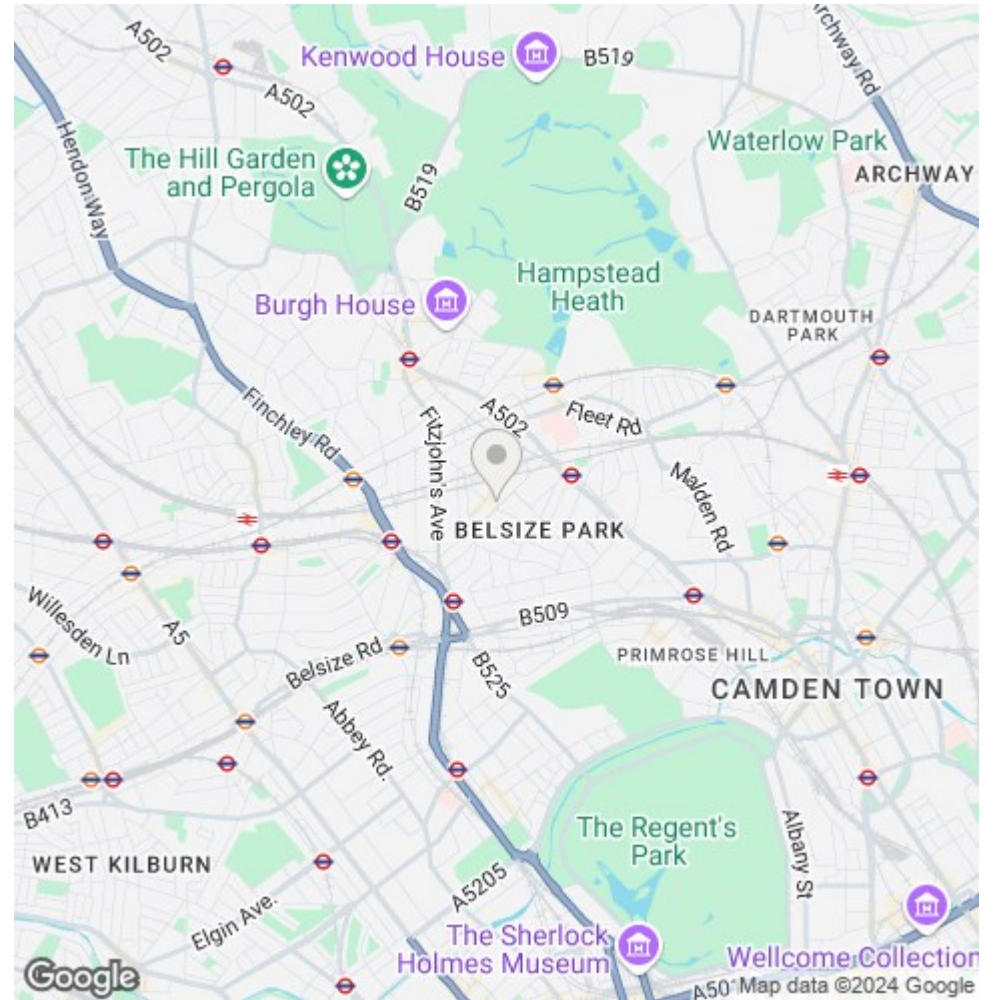 A502
Kenwood House
B519
Archway Rd
A502
Hendon Way
The Hill Garden
and Pergola
B519
Waterlow Park
ARCHWAY
Hampstead
Heath
Burgh House
DARTMOUTH
PARK
Finchley Rd
Fitzjohn's Ave
A502
Fleet Rd
Malden Rd
BELSIZE PARK
Willesden Ln
A5
B509
Belsize Rd
B525
PRIMROSE HILL
CAMDEN TOWN
Abbey Rd.
B413
The Regent's
Park
Albany St
WEST KILBURN
A5205
Elgin Ave.
The Sherlock
Holmes Museum
Wellcome Collection
A501
Google
Map data ©2024 Google